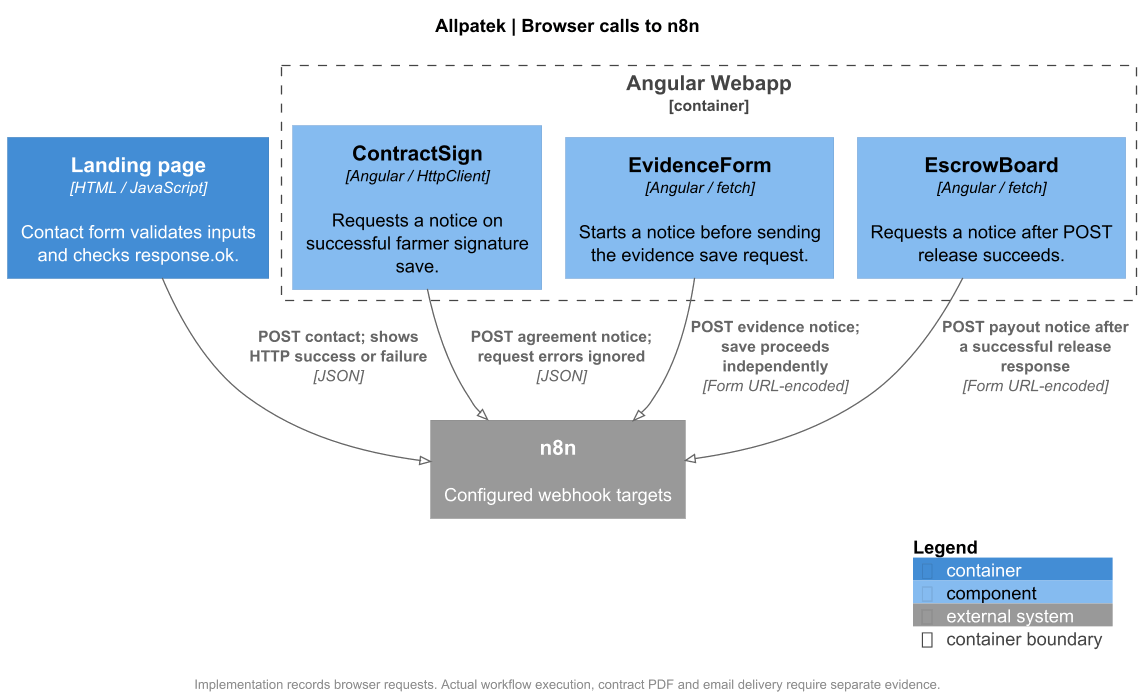 Allpatek | Browser calls to n8n
Angular Webapp
[container]
Landing page
[HTML / JavaScript]
Contact form validates inputs
and checks response.ok.
ContractSign
[Angular / HttpClient]
Requests a notice on
successful farmer signature
save.
EvidenceForm
[Angular / fetch]
Starts a notice before sending
the evidence save request.
EscrowBoard
[Angular / fetch]
Requests a notice after POST
release succeeds.
POST contact; shows
HTTP success or failure
[JSON]
POST agreement notice;
request errors ignored
[JSON]
POST evidence notice;
save proceeds
independently
[Form URL-encoded]
POST payout notice after
a successful release
response
[Form URL-encoded]
n8n
Configured webhook targets
Legend
container
component
external system
container boundary
Implementation records browser requests. Actual workflow execution, contract PDF and email delivery require separate evidence.